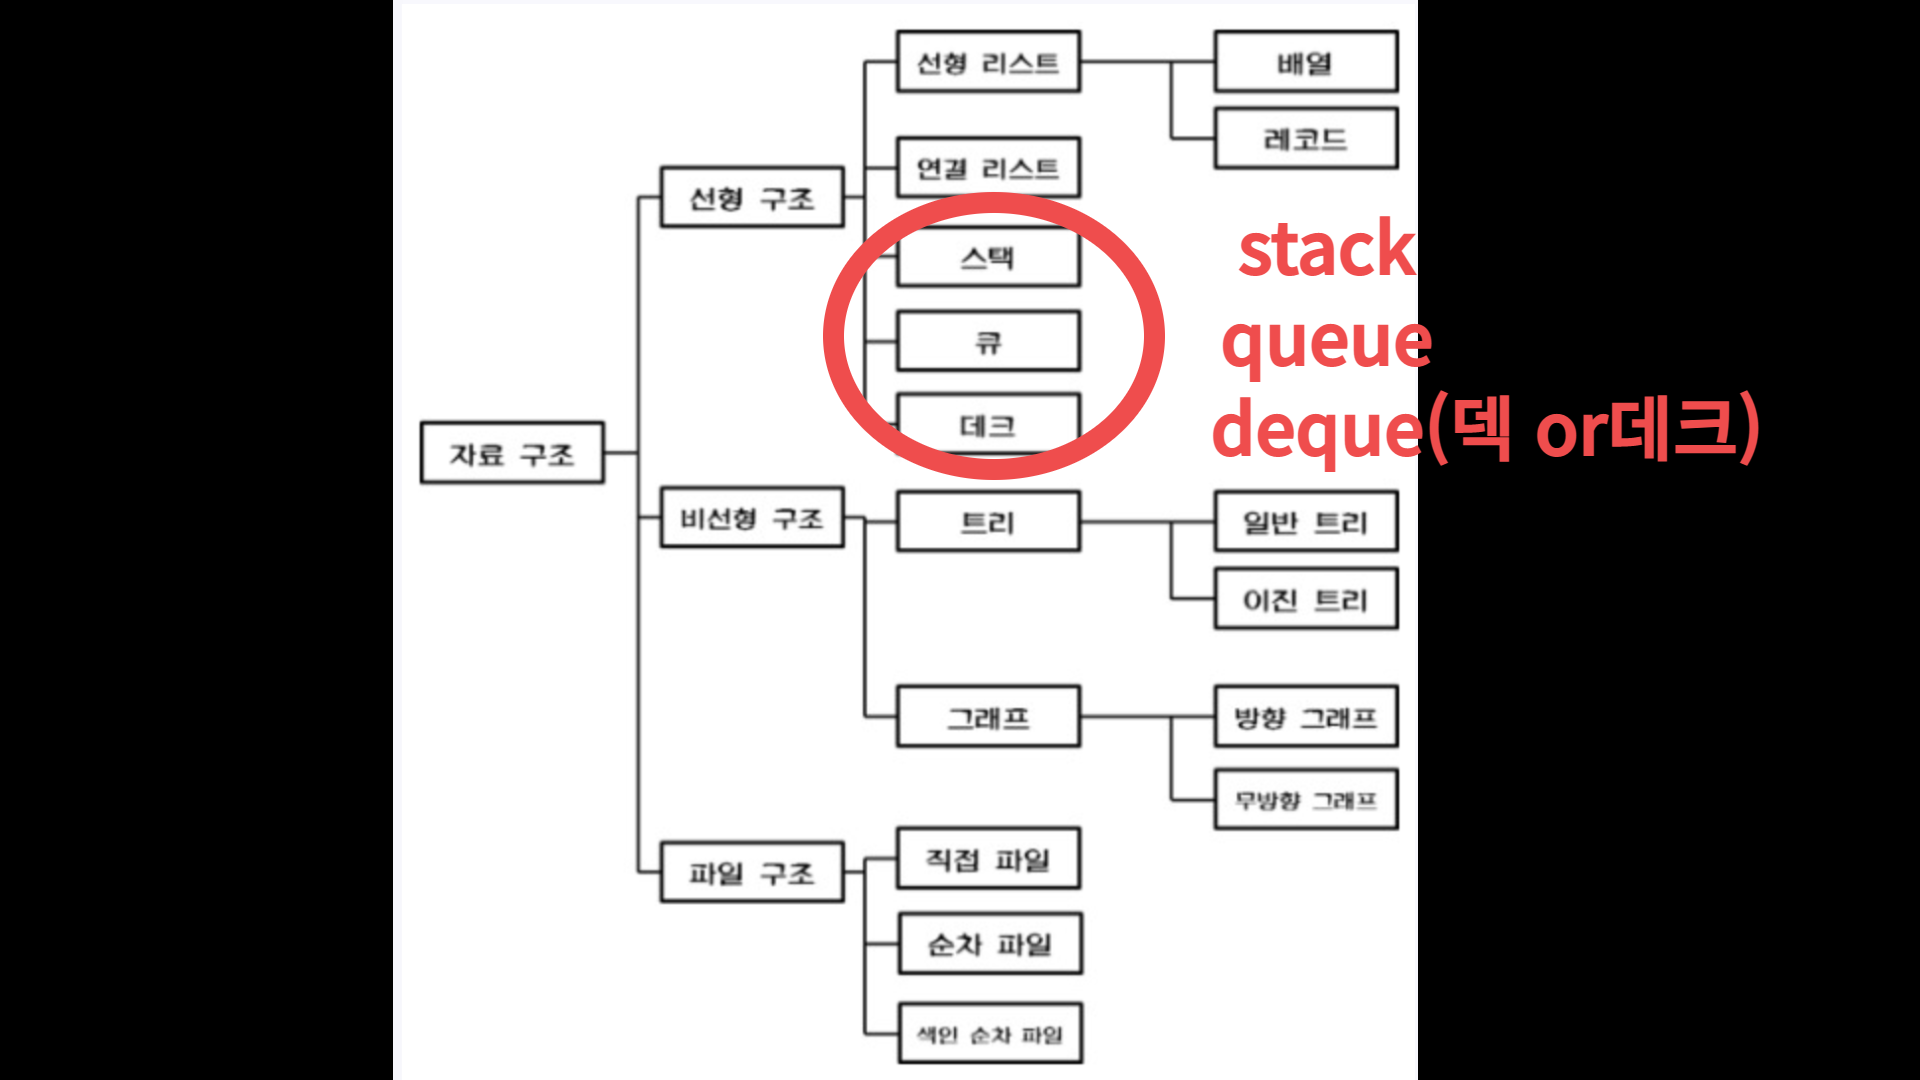 선형 리스트
배열
레코드
연결 리스트
선형 구조
스택
stack
큐
queue
데크
deque(덱 or데크)
자료 구조
비선형 구조
트리
일반 트리
이진 트리
그래프
방향 그래프
무방향 그래프
파일 구조
직접 파일
순차 파일
색인 순차 파일